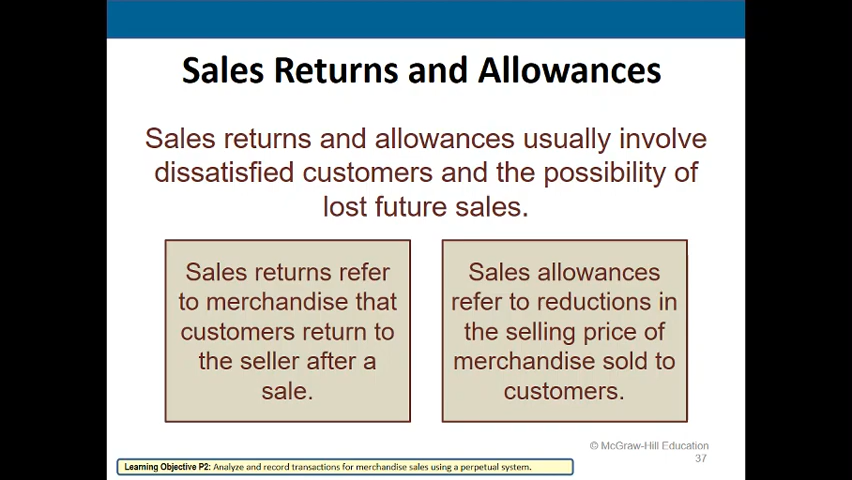 Sales Returns and Allowances
Sales returns and allowances usually involve
dissatisfied customers and the possibility of
lost future sales.
Sales returns refer
to merchandise that
customers return to
the seller after a
sale.
Sales allowances
refer to reductions in
the selling price of
merchandise sold to
customers.
© McGraw-Hill Education
37
Learning Objective P2: Analyze and record transactions for merchandise sales using a perpetual system.